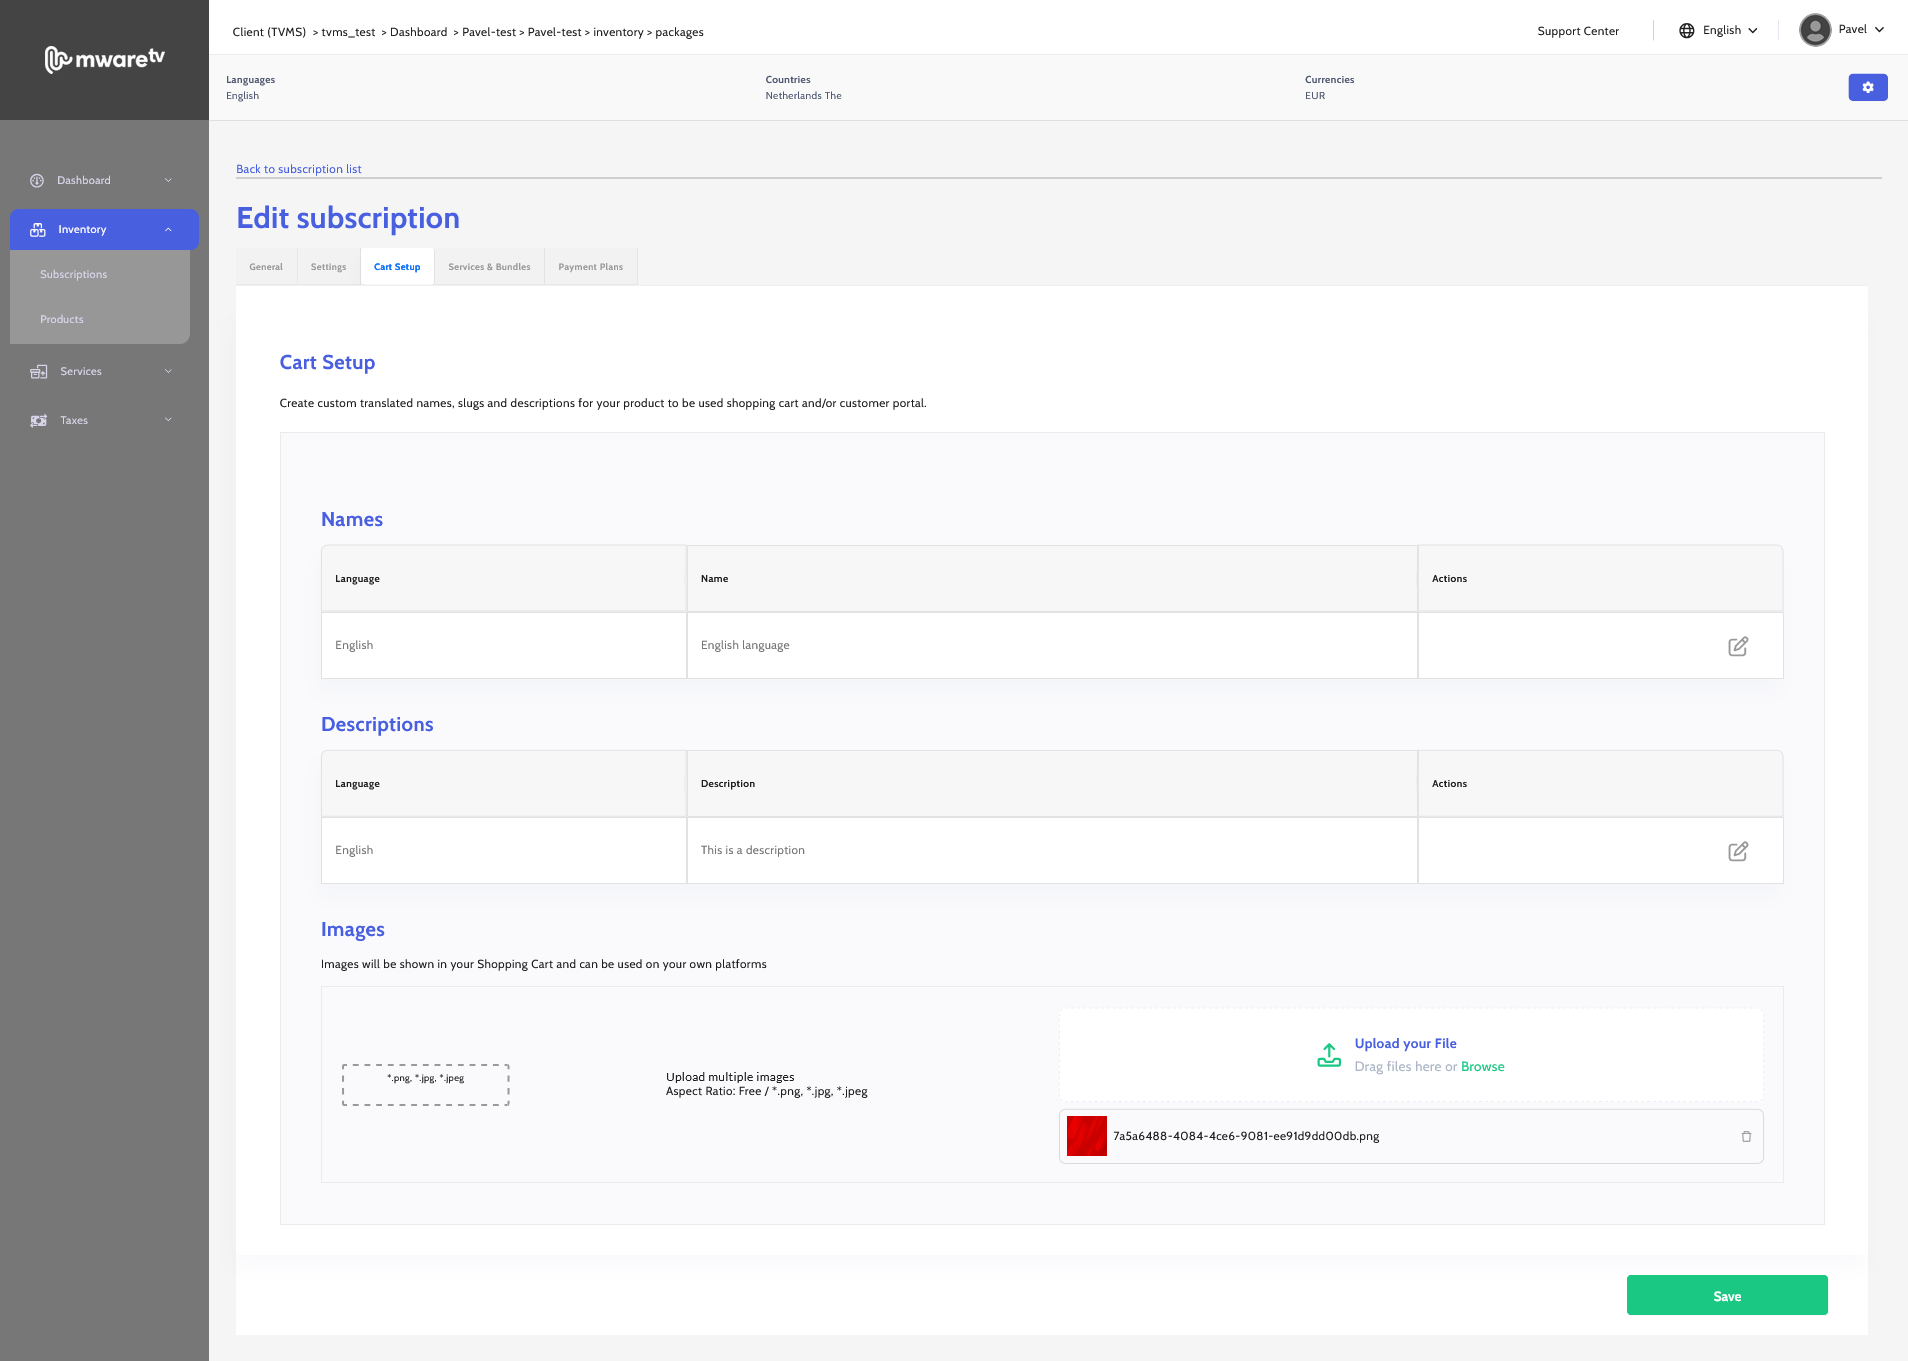 mwaretv
Client (TVMS) > tvms_test > Dashboard > Pavel-test > Pavel-test > inventory > packages
Support Center
English
Pavel
Languages
English
Countries
Netherlands The
Currencies
EUR
Dashboard
Inventory
Subscriptions
Products
Services
Taxes
Back to subscription list
Edit subscription
General
Settings
Cart Setup
Services & Bundles
Payment Plans
Cart Setup
Create custom translated names, slugs and descriptions for your product to be used shopping cart and/or customer portal.
Names
Language
Name
Actions
English
English language
Descriptions
Language
Description
Actions
English
This is a description
Images
Images will be shown in your Shopping Cart and can be used on your own platforms
*.png, *.jpg, *.jpeg
Upload multiple images
Aspect Ratio: Free / *.png, *.jpg, *.jpeg
Upload your File
Drag files here or Browse
7a5a6488-4084-4ce6-9081-ee91d9dd00db.png
Save